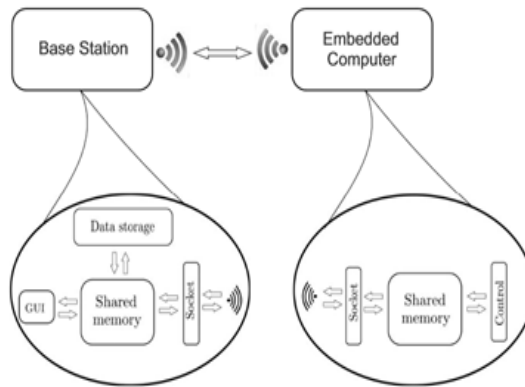 Base Station
Embedded
Computer
Data storage
GUI
Shared
memory
Socket
Socket
Shared
memory
Control